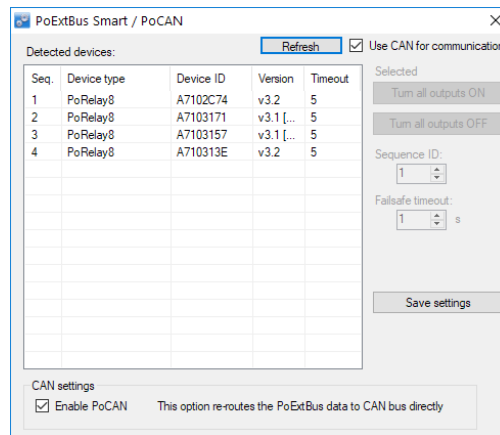 PoExtBus Smart / PoCAN
Detected devices:
Refresh
Use CAN for communication
Seq. Device type Device ID Version Timeout
1 PoRelay8 A7102C74 v3.2 5
2 PoRelay8 A7103171 v3.1 [... 5
3 PoRelay8 A7103157 v3.1 [... 5
4 PoRelay8 A710313E v3.2 5
Selected
Turn all outputs ON
Turn all outputs OFF
Sequence ID:
1
Failsafe timeout:
1 s
Save settings
CAN settings
Enable PoCAN This option re-routes the PoExtBus data to CAN bus directly